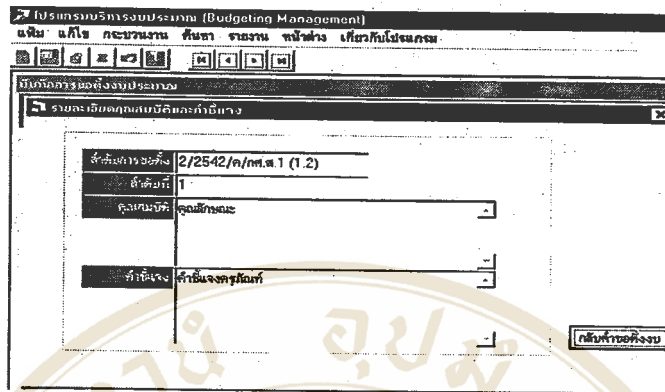 โปรแกรมบริหารงบประมาณ (Budgeting Management)
แฟ้ม แก้ไข กระบวนงาน ค้นหา รายงาน หน้าต่าง เกี่ยวกับโปรแกรม
บันทึกการขอตั้งงบประมาณ
รายละเอียดคุณสมบัติและคำชี้แจง
ลำดับการขอตั้ง 2/2542/ค/กศ.ส.1 (1.2)
ลำดับที่ 1
คุณสมบัติ คุณลักษณะ
คำชี้แจง คำชี้แจงครุภัณฑ์
กลับคำขอตั้งงบ